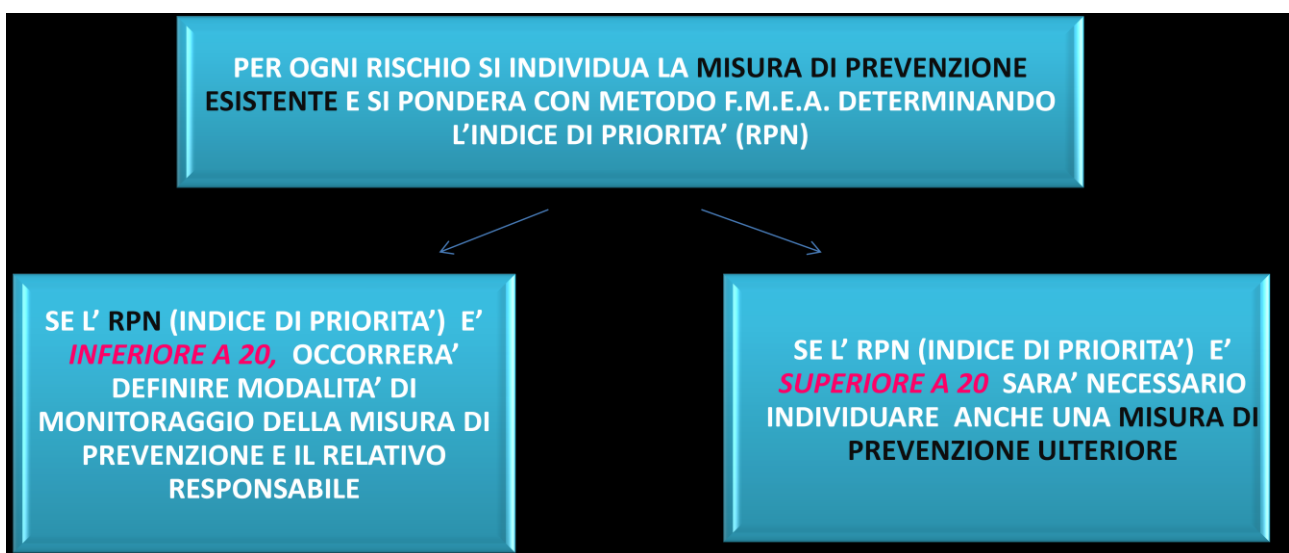 PER OGNI RISCHIO SI INDIVIDUA LA MISURA DI PREVENZIONE
ESISTENTE E SI PONDERA CON METODO F.M.E.A. DETERMINANDO
L’INDICE DI PRIORITA’ (RPN)
SE L’ RPN (INDICE DI PRIORITA’) E’
INFERIORE A 20, OCCORRERA’
DEFINIRE MODALITA’ DI
MONITORAGGIO DELLA MISURA DI
PREVENZIONE E IL RELATIVO
RESPONSABILE
SE L’ RPN (INDICE DI PRIORITA’) E’
SUPERIORE A 20 SARA’ NECESSARIO
INDIVIDUARE ANCHE UNA MISURA DI
PREVENZIONE ULTERIORE